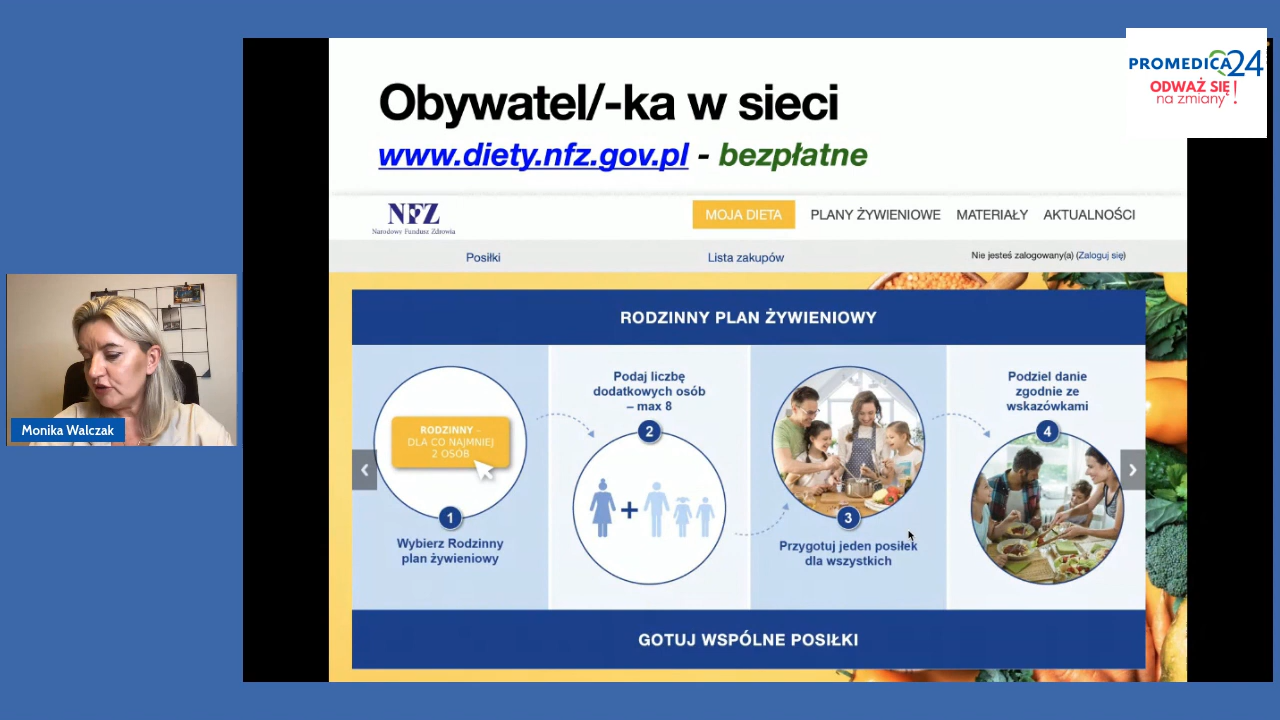 Obywatel/-ka w sieci
www.diety.nfz.gov.pl - bezpłatne
PROMEDICA24
ODWAŻ SIĘ
na zmiany!
NFZ
Narodowy Fundusz Zdrowia
MOJA DIETA
PLANY ŻYWIENIOWE
MATERIAŁY
AKTUALNOŚCI
Posiłki
Lista zakupów
Nie jesteś zalogowany(a) (Zaloguj się)
RODZINNY PLAN ŻYWIENIOWY
RODZINNY –
DLA CO NAJMNIEJ
2 OSÓB
1
Wybierz Rodzinny
plan żywieniowy
Podaj liczbę
dodatkowych osób
– max 8
2
+
3
Przygotuj jeden posiłek
dla wszystkich
Podziel danie
zgodnie ze
wskazówkami
4
GOTUJ WSPÓLNE POSIŁKI
Monika Walczak